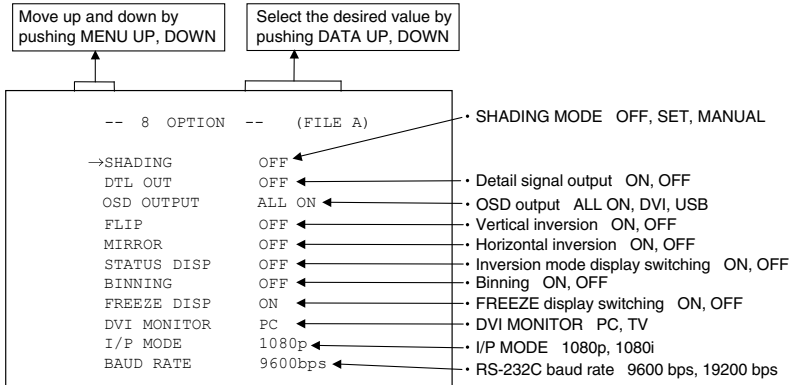 Move up and down by
pushing MENU UP, DOWN
Select the desired value by
pushing DATA UP, DOWN
-- 8 OPTION -- (FILE A)
→SHADING OFF
DTL OUT OFF
OSD OUTPUT ALL ON
FLIP OFF
MIRROR OFF
STATUS DISP OFF
BINNING OFF
FREEZE DISP ON
DVI MONITOR PC
I/P MODE 1080p
BAUD RATE 9600bps
· SHADING MODE OFF, SET, MANUAL
· Detail signal output ON, OFF
· OSD output ALL ON, DVI, USB
· Vertical inversion ON, OFF
· Horizontal inversion ON, OFF
· Inversion mode display switching ON, OFF
· Binning ON, OFF
· FREEZE display switching ON, OFF
· DVI MONITOR PC, TV
· I/P MODE 1080p, 1080i
· RS-232C baud rate 9600 bps, 19200 bps